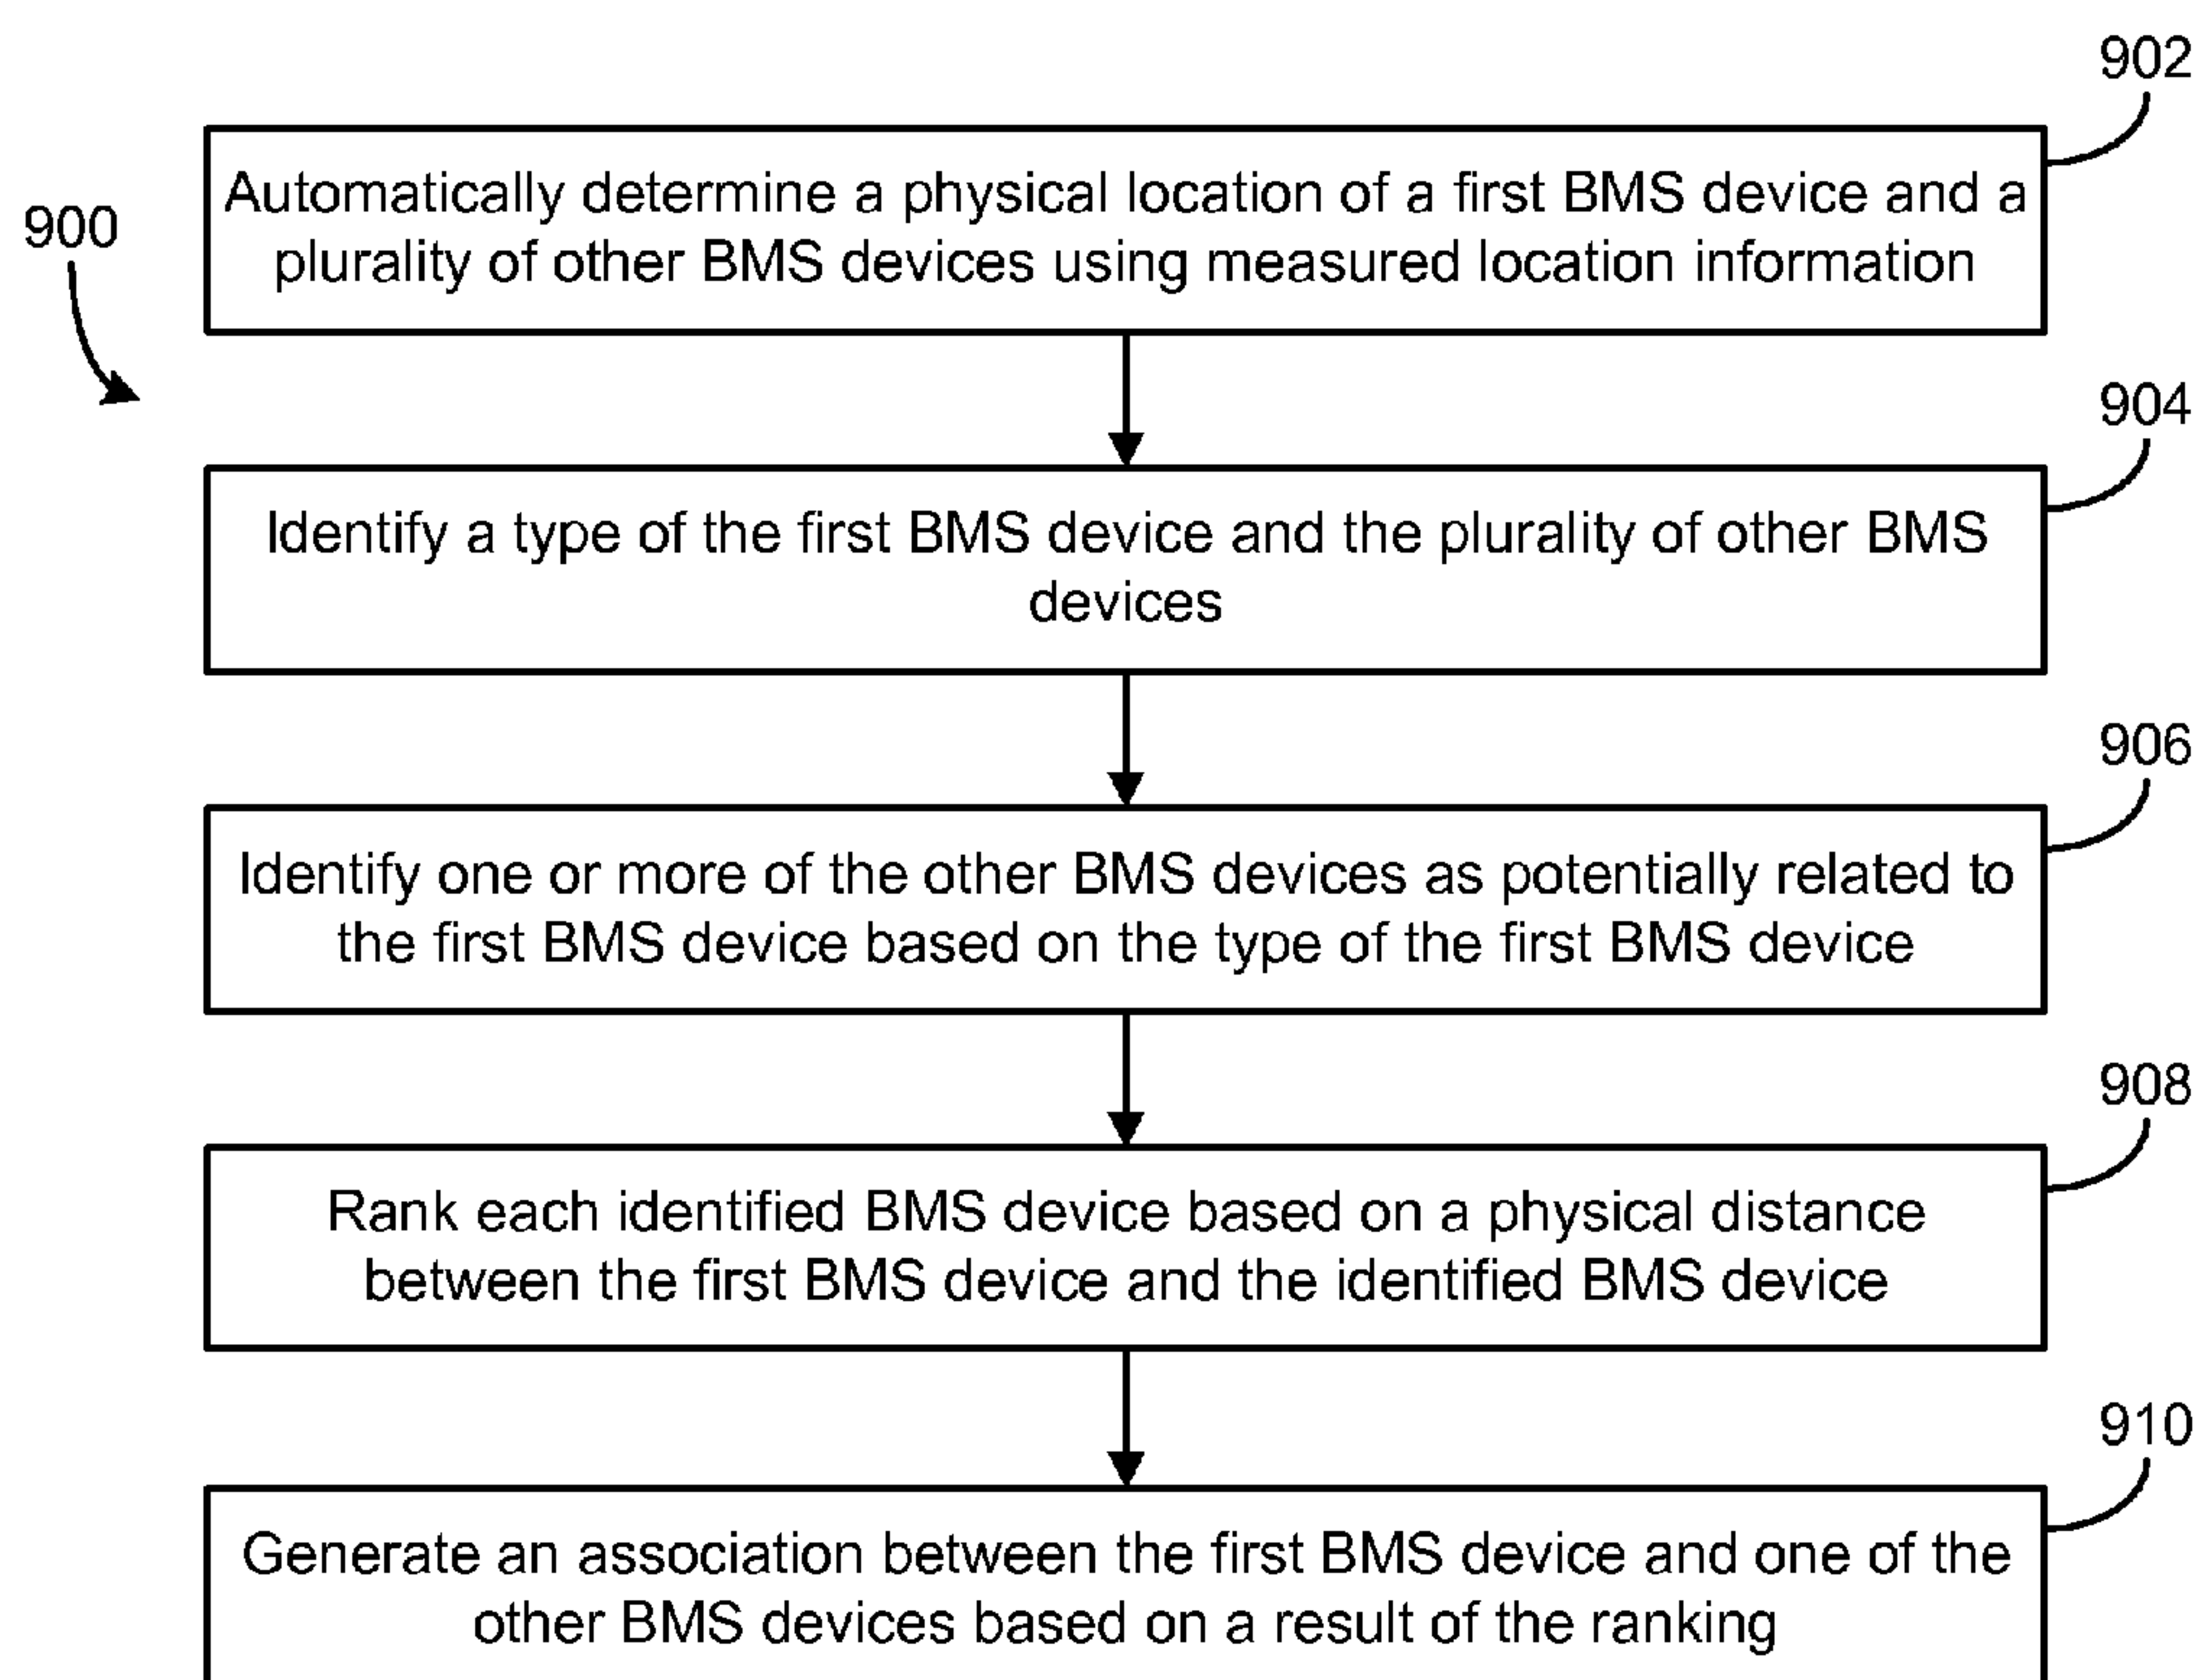 902
Automatically determine a physical location of a first BMS device and a
plurality of other BMS devices using measured location information
900
904
Identify a type of the first BMS device and the plurality of other BMS
devices
906
Identify one or more of the other BMS devices as potentially related to
the first BMS device based on the type of the first BMS device
908
Rank each identified BMS device based on a physical distance
between the first BMS device and the identified BMS device
910
Generate an association between the first BMS device and one of the
other BMS devices based on a result of the ranking